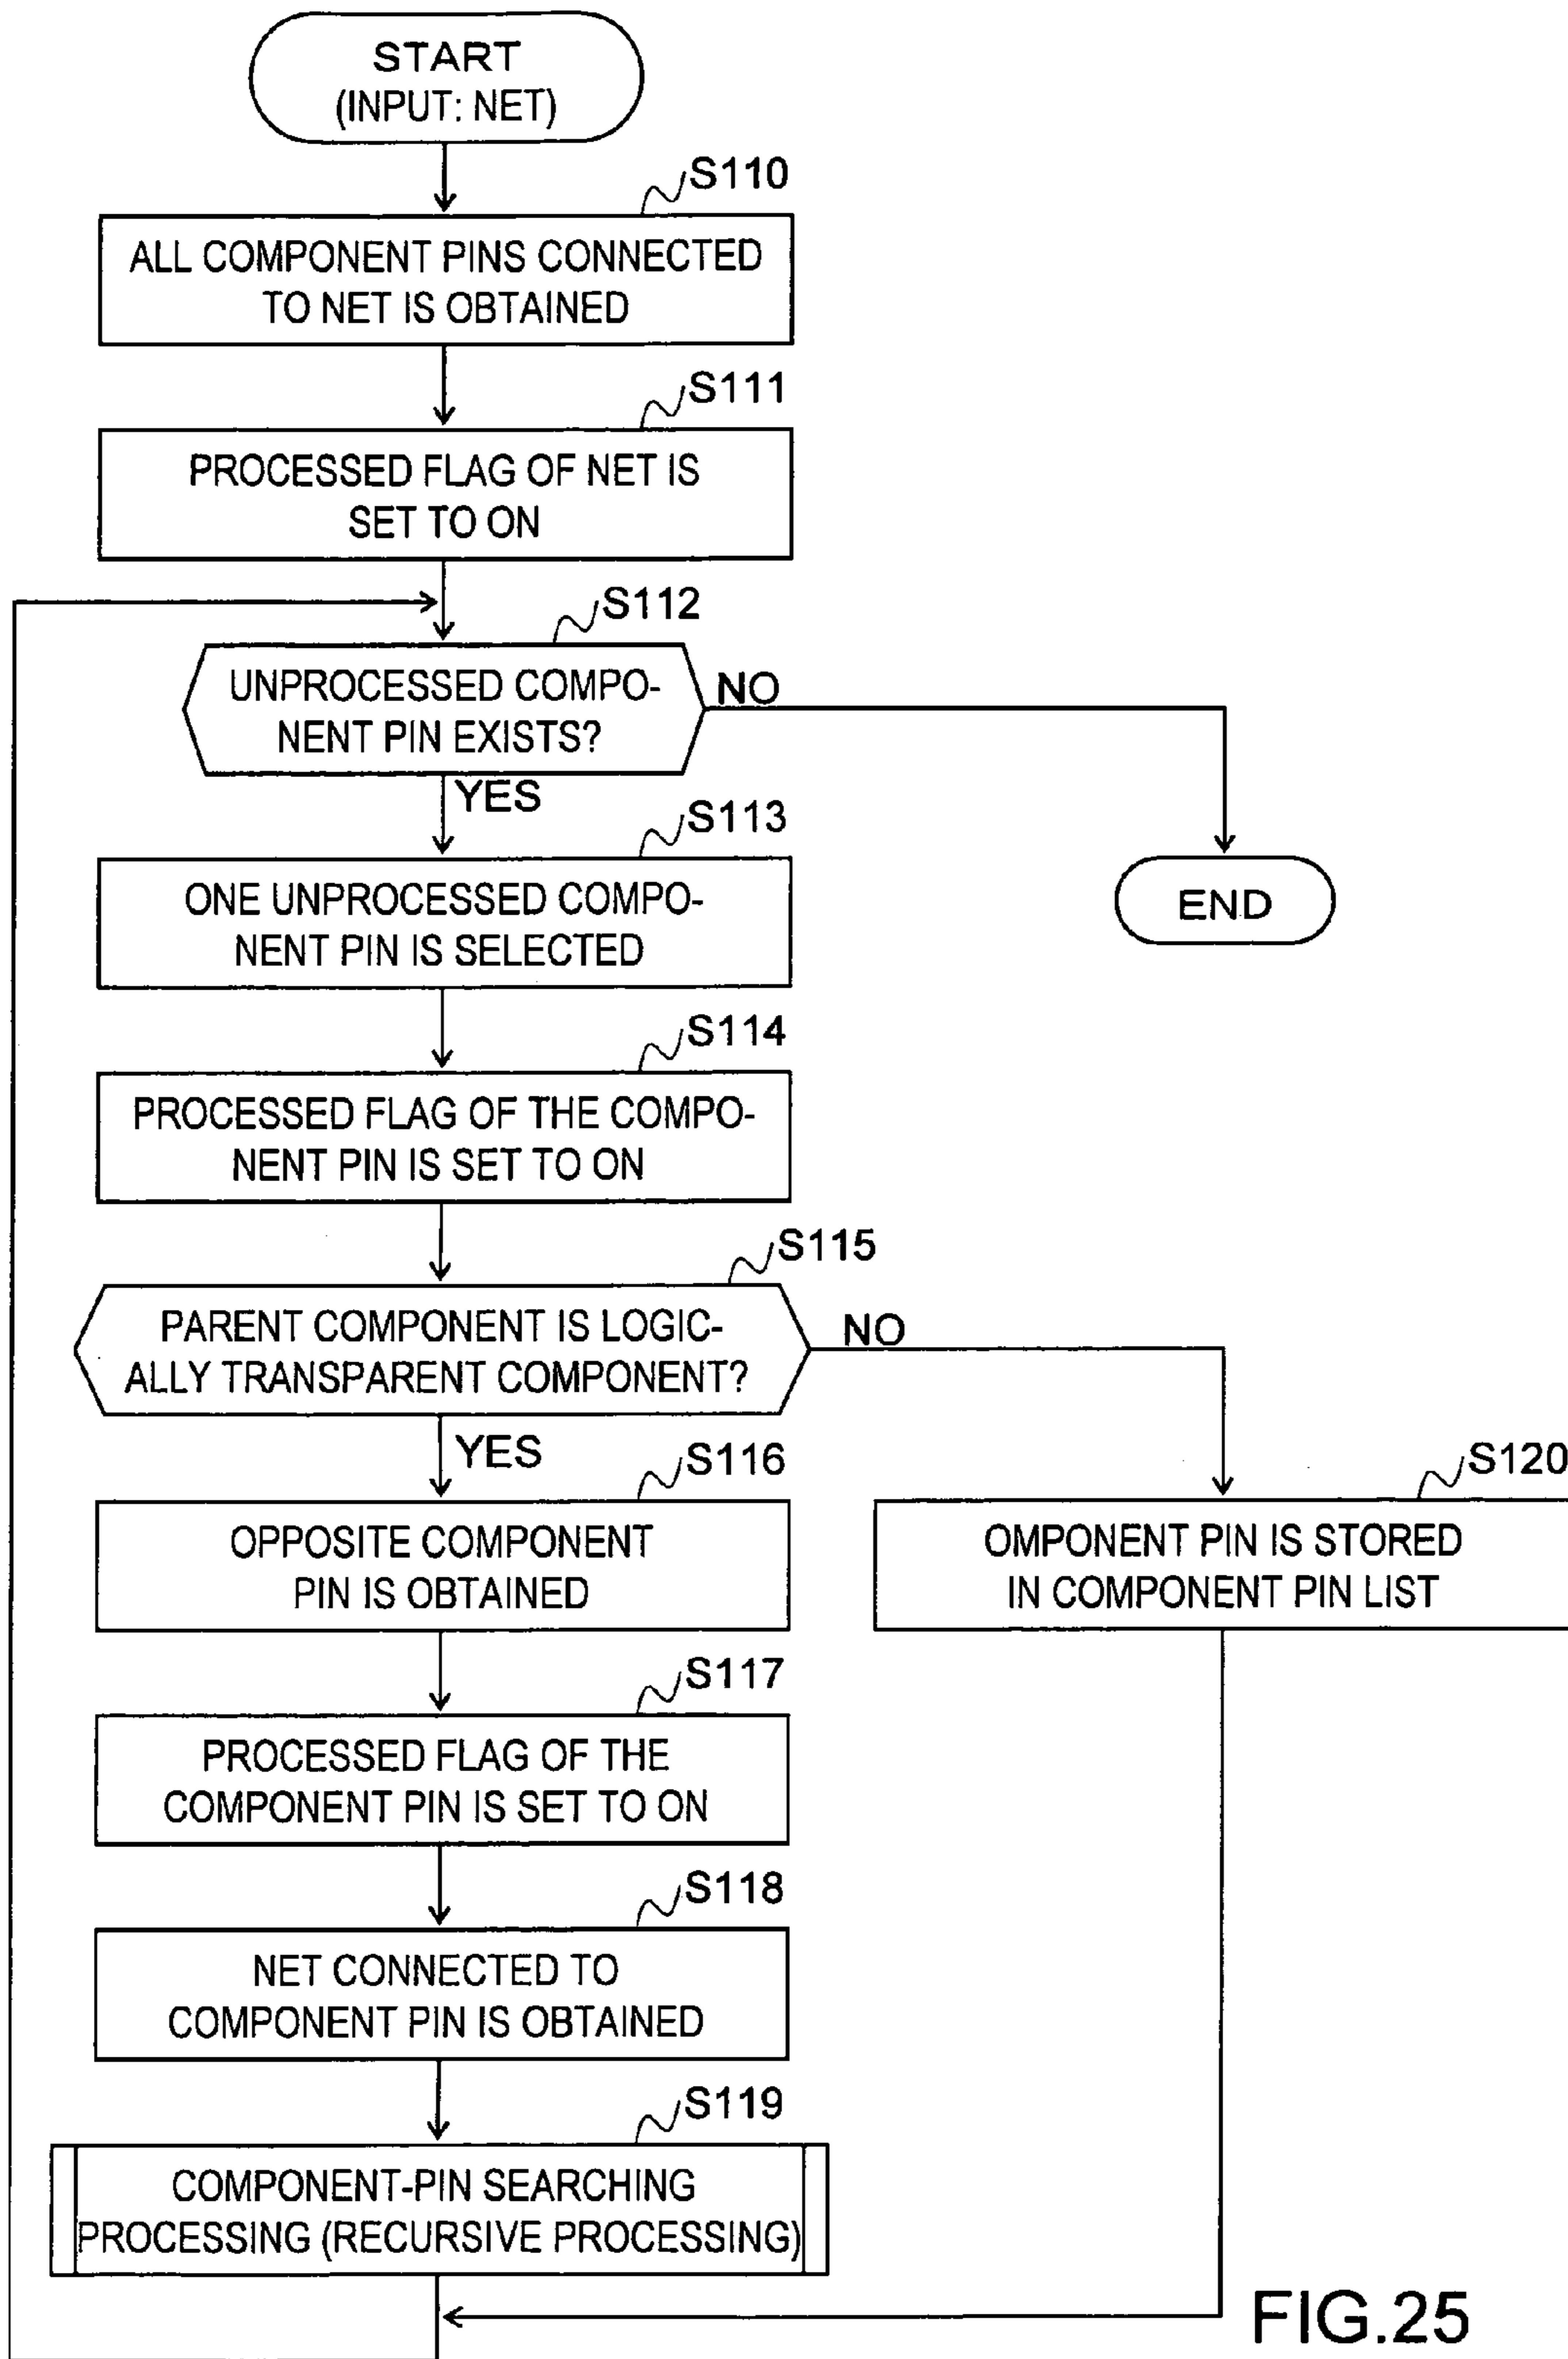 START
(INPUT: NET)
S110
ALL COMPONENT PINS CONNECTED
TO NET IS OBTAINED
S111
PROCESSED FLAG OF NET IS
SET TO ON
S112
UNPROCESSED COMPO-
NENT PIN EXISTS?
NO
YES
S113
ONE UNPROCESSED COMPO-
NENT PIN IS SELECTED
END
S114
PROCESSED FLAG OF THE COMPO-
NENT PIN IS SET TO ON
S115
PARENT COMPONENT IS LOGIC-
ALLY TRANSPARENT COMPONENT?
NO
YES
S116
OPPOSITE COMPONENT
PIN IS OBTAINED
S120
OMPONENT PIN IS STORED
IN COMPONENT PIN LIST
S117
PROCESSED FLAG OF THE
COMPONENT PIN IS SET TO ON
S118
NET CONNECTED TO
COMPONENT PIN IS OBTAINED
S119
COMPONENT-PIN SEARCHING
PROCESSING (RECURSIVE PROCESSING)
FIG.25